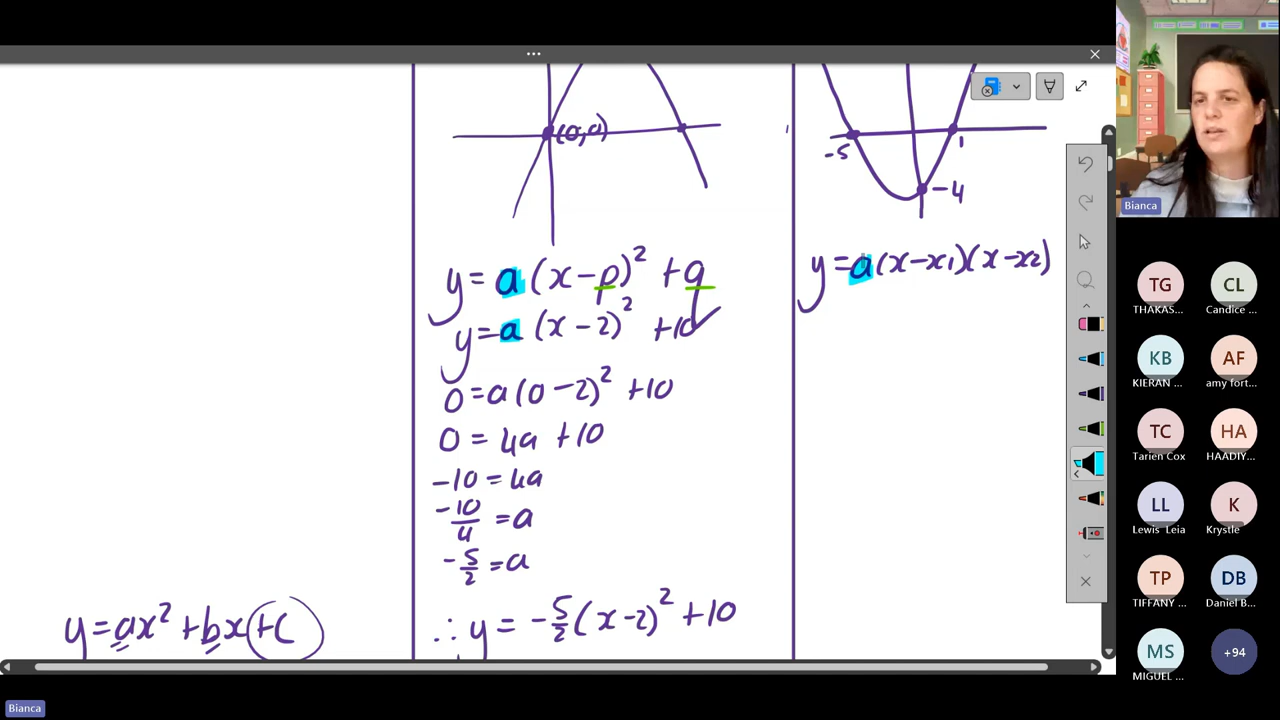 (0,0)
-5
1
-4
y = a(x-p)² + q
y = a(x-2)² + 10
0 = a(0-2)² + 10
0 = 4a + 10
-10 = 4a
-10/4 = a
-5/2 = a
∴ y = -5/2(x-2)² + 10
y = a(x-x1)(x-x2)
y = ax² + bx + c
Bianca
TG
THAKAS...
CL
Candice ...
KB
KIERAN ...
AF
amy fort...
TC
Tarien Cox
HA
HAADIY...
LL
Lewis Leia
K
Krystle
TP
TIFFANY ...
DB
Daniel B...
MS
MIGUEL ...
+94
Bianca